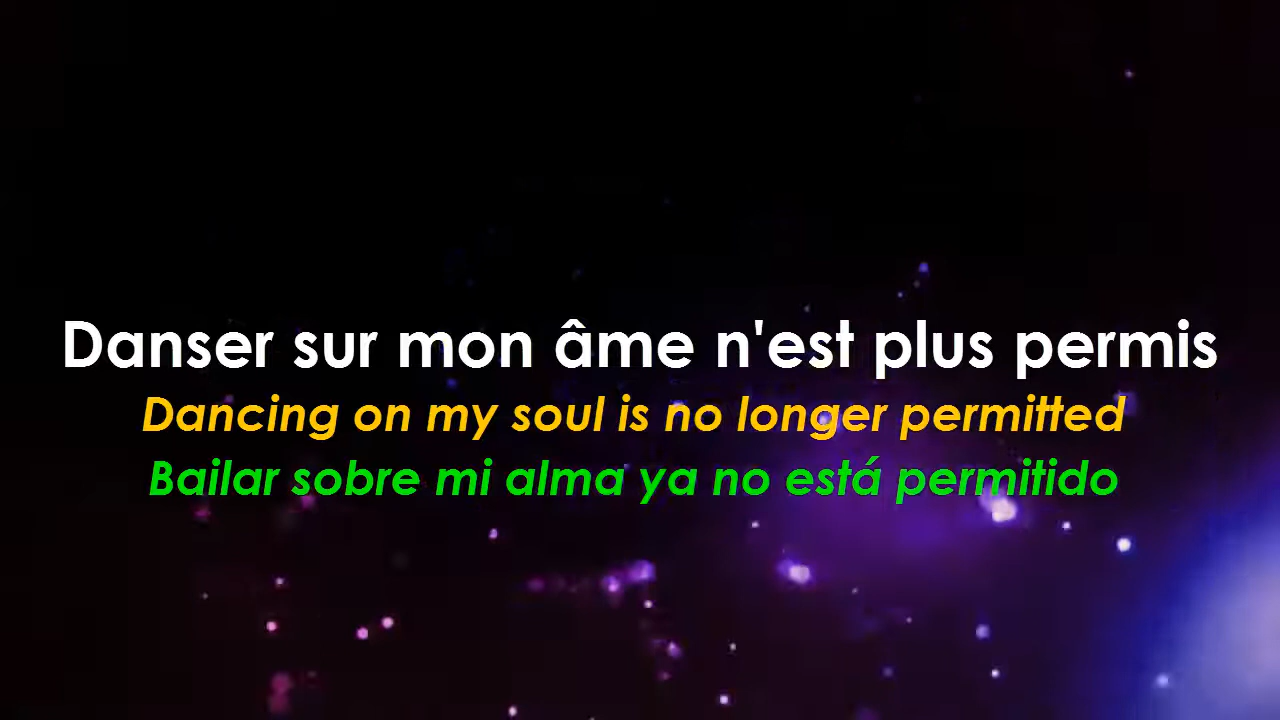 Danser sur mon âme n'est plus permis
Dancing on my soul is no longer permitted
Bailar sobre mi alma ya no está permitido